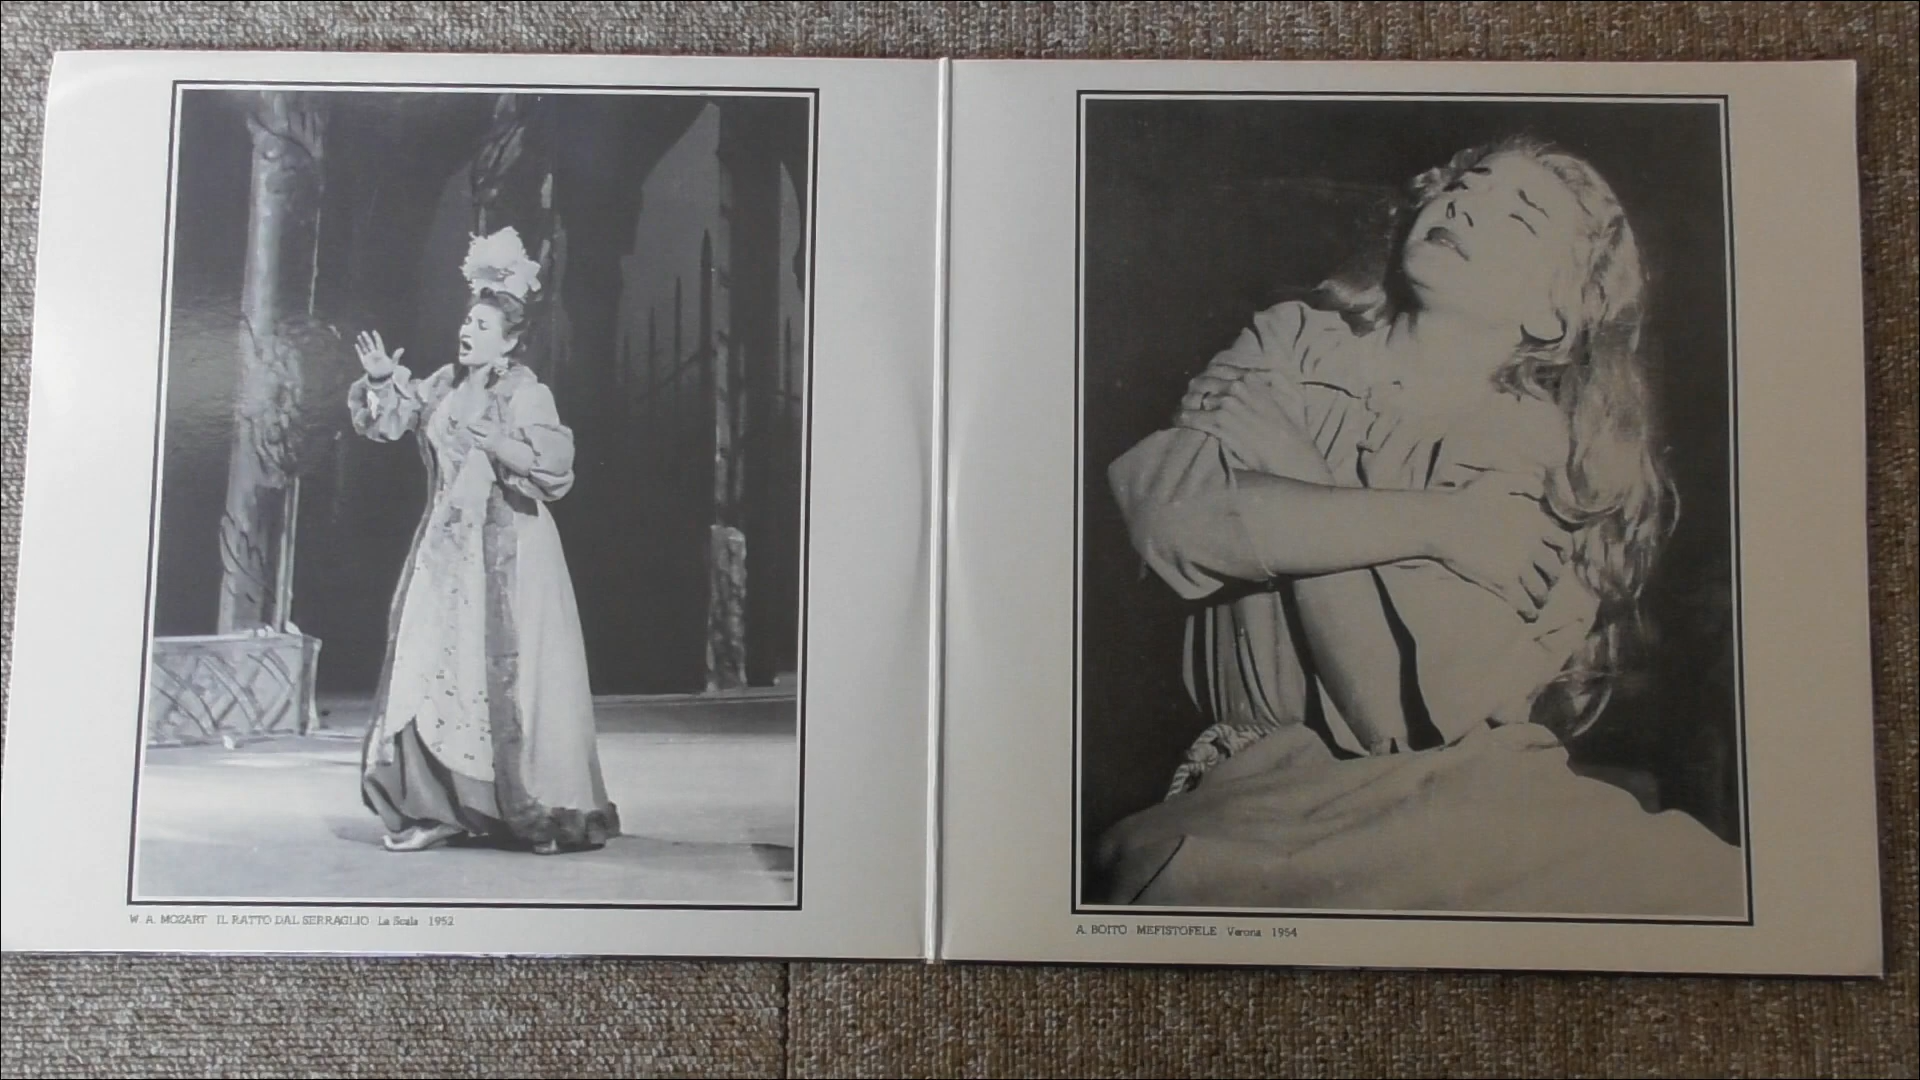 W. A. MOZART IL RATTO DAL SERRAGLIO La Scala 1952
A. BOITO MEFISTOFELE Verona 1954